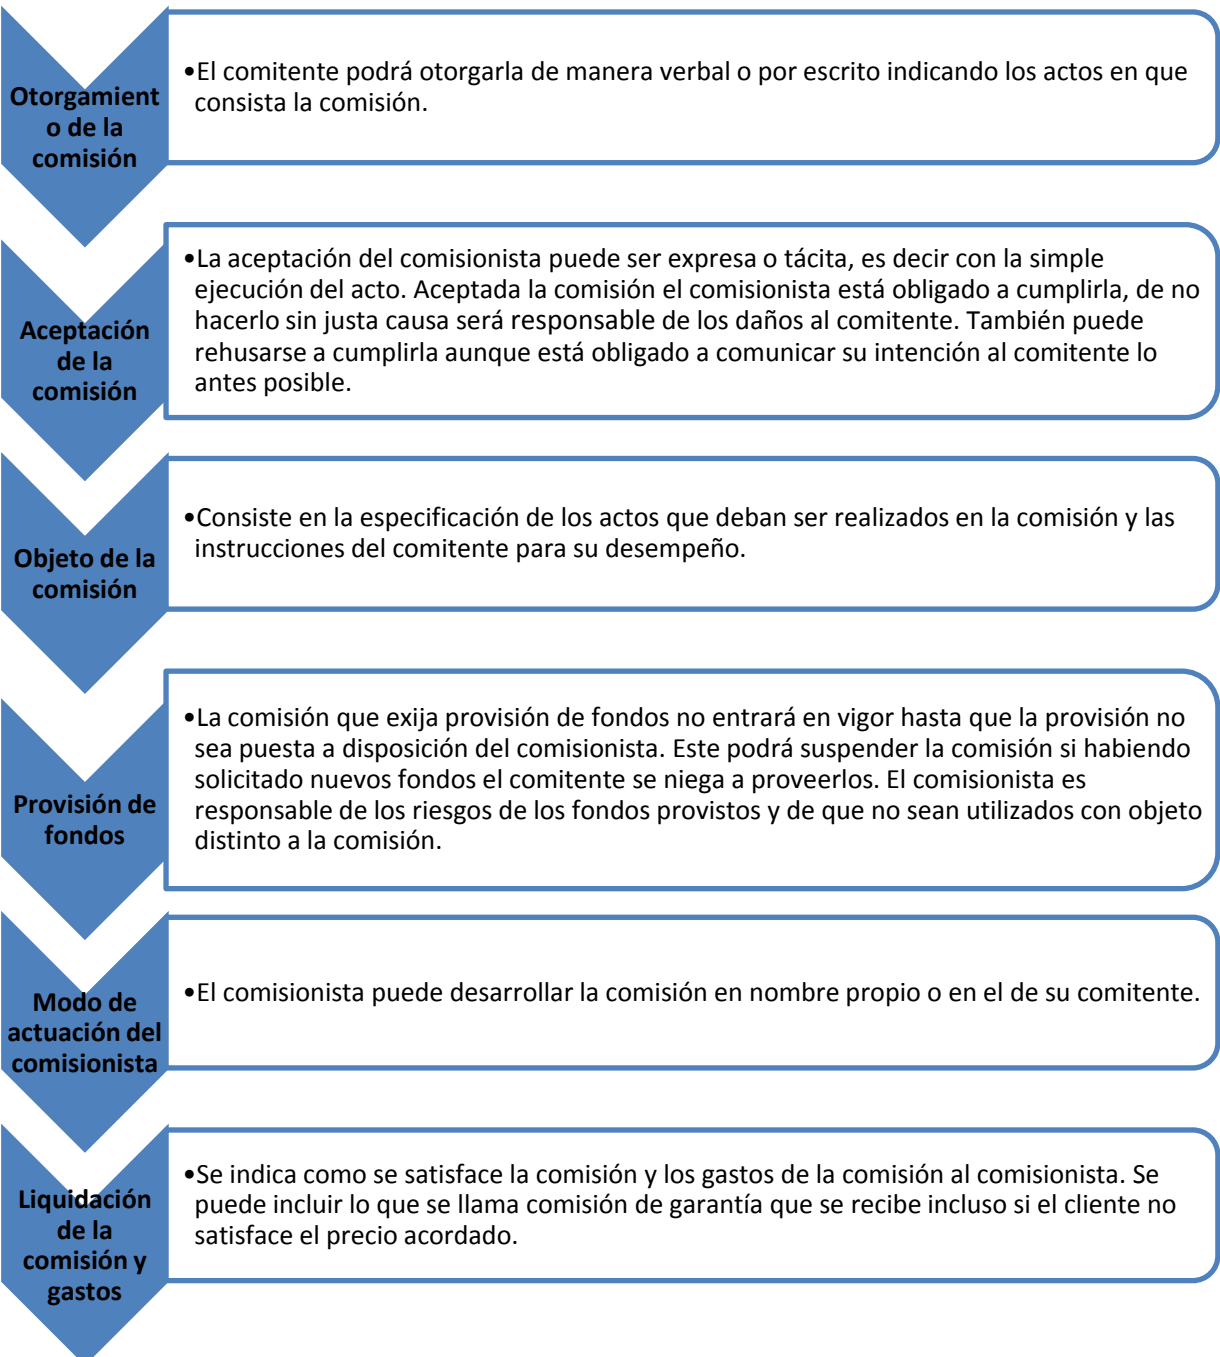 Otorgamient
o de la
comisión
•El comitente podrá otorgarla de manera verbal o por escrito indicando los actos en que
consista la comisión.
Aceptación
de la
comisión
•La aceptación del comisionista puede ser expresa o tácita, es decir con la simple
ejecución del acto. Aceptada la comisión el comisionista está obligado a cumplirla, de no
hacerlo sin justa causa será responsable de los daños al comitente. También puede
rehusarse a cumplirla aunque está obligado a comunicar su intención al comitente lo
antes posible.
Objeto de la
comisión
•Consiste en la especificación de los actos que deban ser realizados en la comisión y las
instrucciones del comitente para su desempeño.
Provisión de
fondos
•La comisión que exija provisión de fondos no entrará en vigor hasta que la provisión no
sea puesta a disposición del comisionista. Este podrá suspender la comisión si habiendo
solicitado nuevos fondos el comitente se niega a proveerlos. El comisionista es
responsable de los riesgos de los fondos provistos y de que no sean utilizados con objeto
distinto a la comisión.
Modo de
actuación del
comisionista
•El comisionista puede desarrollar la comisión en nombre propio o en el de su comitente.
Liquidación
de la
comisión y
gastos
•Se indica como se satisface la comisión y los gastos de la comisión al comisionista. Se
puede incluir lo que se llama comisión de garantía que se recibe incluso si el cliente no
satisface el precio acordado.